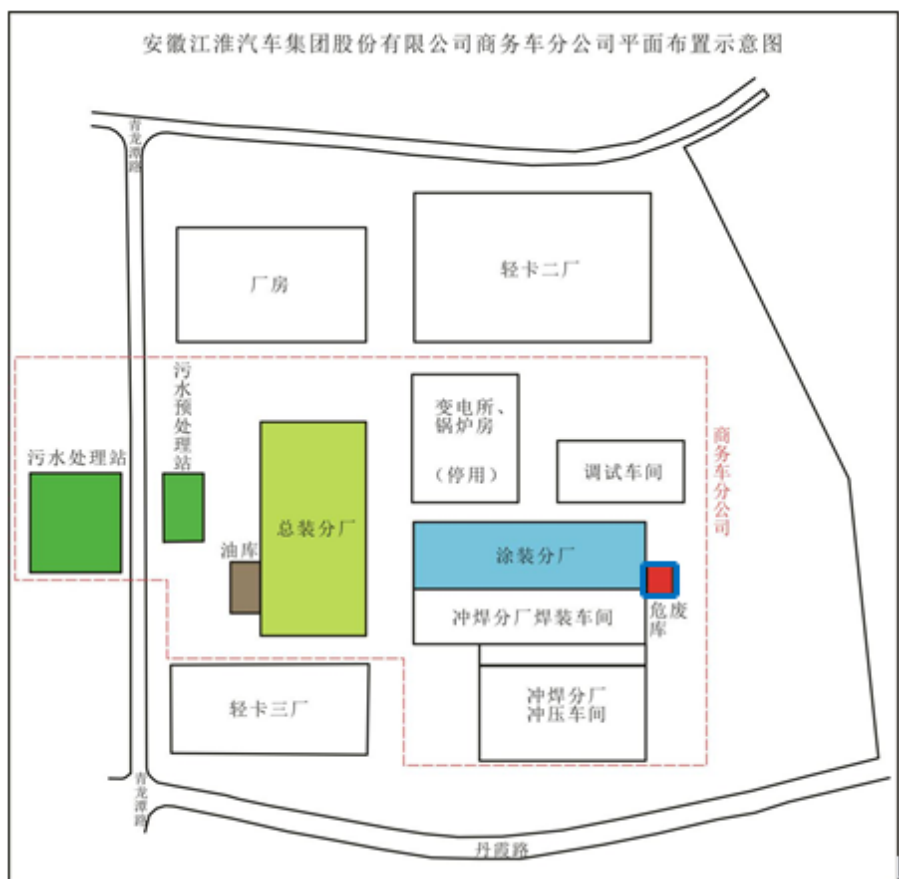 安徽江淮汽车集团股份有限公司商务车分公司平面布置示意图
青龙潭路
厂房
轻卡二厂
污水预处理站
变电所、
锅炉房
（停用）
商务车分公司
污水处理站
调试车间
总装分厂
油库
涂装分厂
危废
库
冲焊分厂焊装车间
轻卡三厂
冲焊分厂
冲压车间
青龙潭路
丹霞路